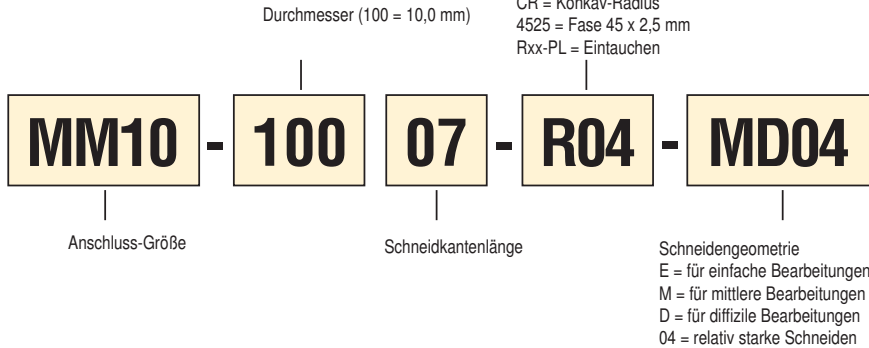 Durchmesser (100 = 10,0 mm)
CR = Konkav-Radius
4525 = Fase 45 x 2,5 mm
Rxx-PL = Eintauchen
MM10 - 100 07 - R04 - MD04
Anschluss-Größe
Schneidkantenlänge
Schneidengeometrie
E = für einfache Bearbeitungen
M = für mittlere Bearbeitungen
D = für diffizile Bearbeitungen
04 = relativ starke Schneiden